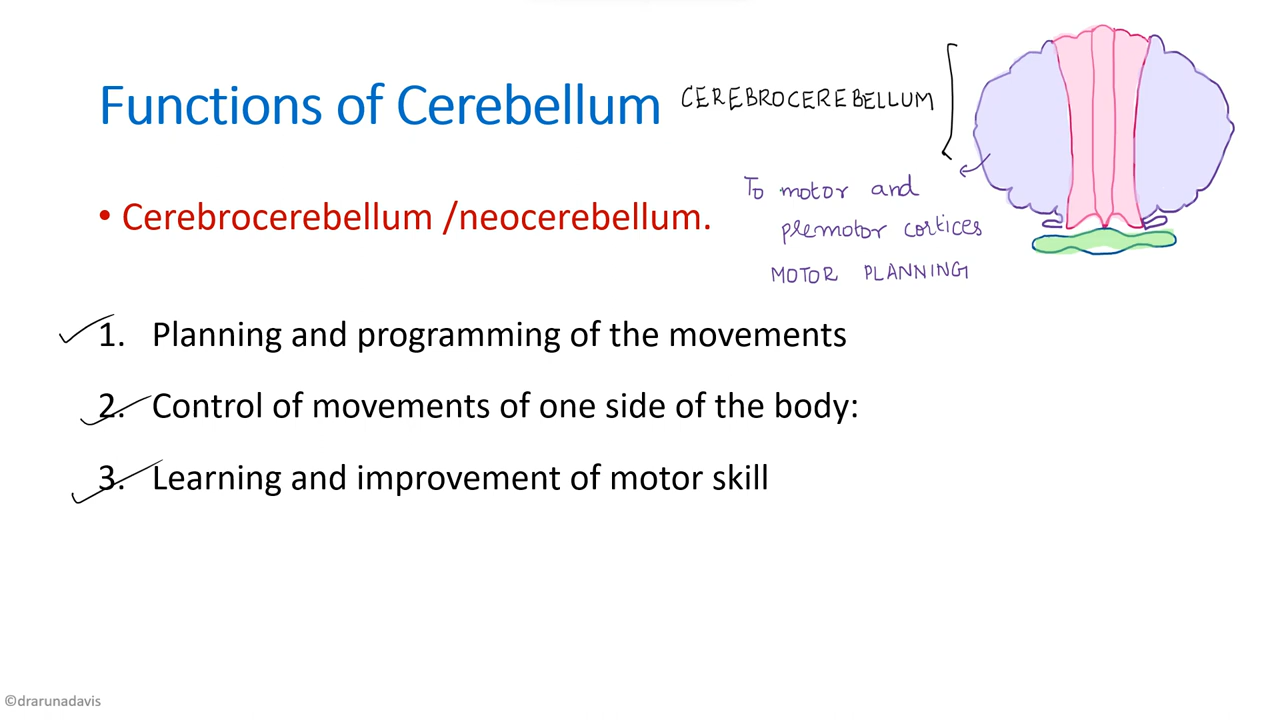 Functions of Cerebellum
CEREBROCEREBELLUM
• Cerebrocerebellum /neocerebellum.
To motor and
premotor cortices
MOTOR PLANNING
1. Planning and programming of the movements
2. Control of movements of one side of the body:
3. Learning and improvement of motor skill
©drarunadavis